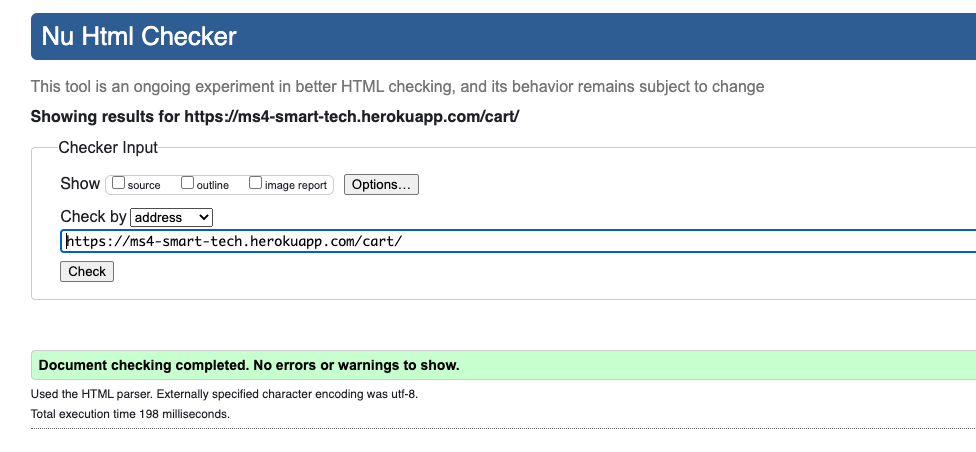 Nu Html Checker
This tool is an ongoing experiment in better HTML checking, and its behavior remains subject to change
Showing results for https://ms4-smart-tech.herokuapp.com/cart/
Checker Input
Show source outline image report Options...
Check by address
https://ms4-smart-tech.herokuapp.com/cart/
Check
Document checking completed. No errors or warnings to show.
Used the HTML parser. Externally specified character encoding was utf-8.
Total execution time 198 milliseconds.